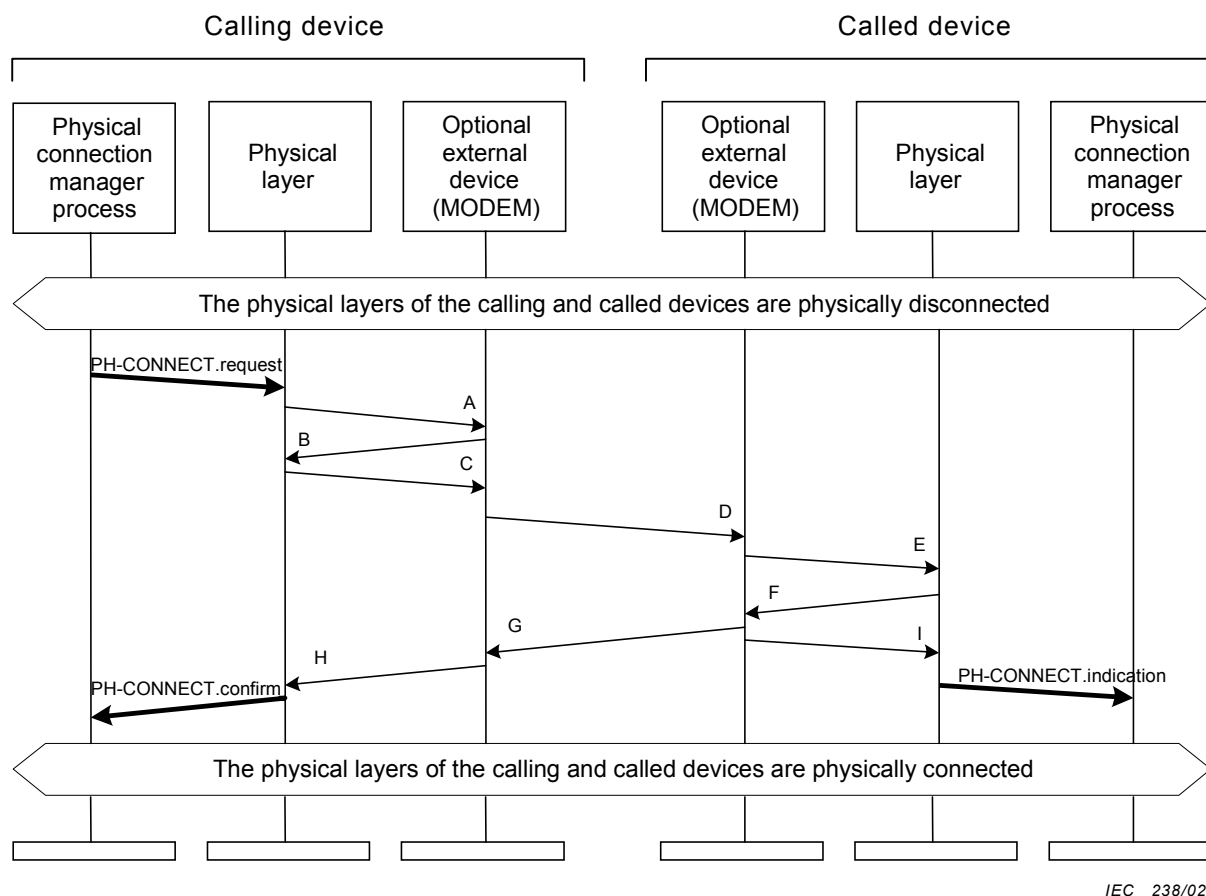 Calling device
Called device
Physical
connection
manager
process
Physical
layer
Optional
external
device
(MODEM)
Optional
external
device
(MODEM)
Physical
layer
Physical
connection
manager
process
The physical layers of the calling and called devices are physically disconnected
PH-CONNECT.request
A
B
C
D
E
F
G
I
H
PH-CONNECT.indication
PH-CONNECT.confirm
The physical layers of the calling and called devices are physically connected
IEC 238/02